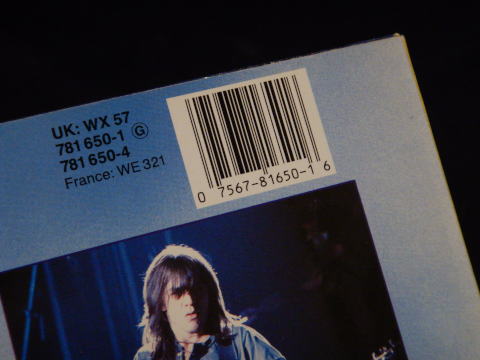 UK: WX 57
781 650-1 G
781 650-4
France: WE 321
0 7567-81650-1 6